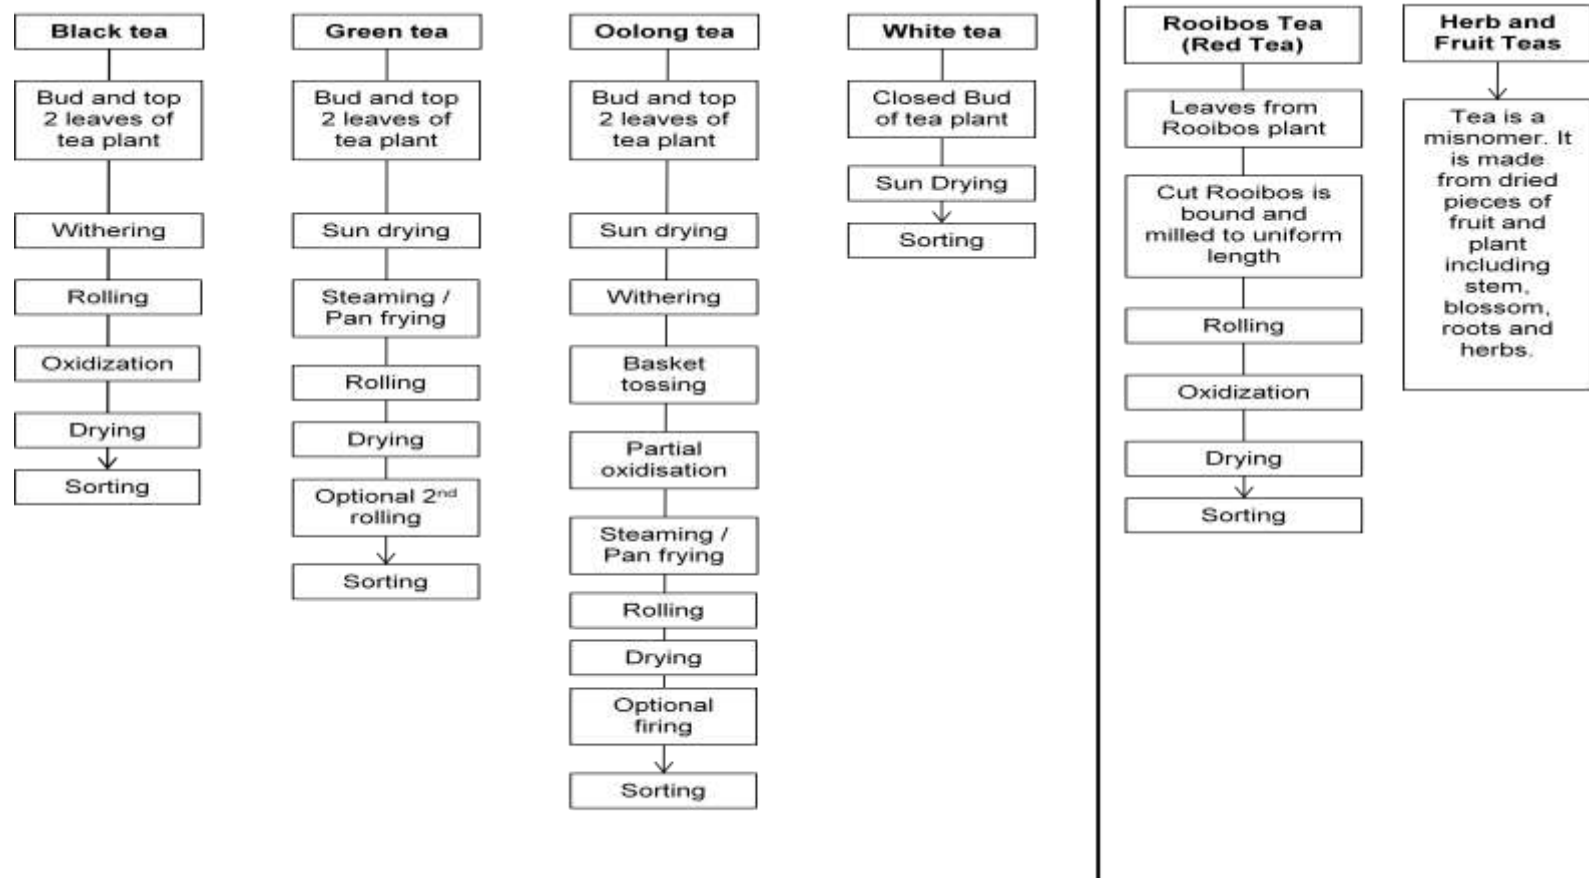 Black tea
Bud and top
2 leaves of
tea plant
Withering
Rolling
Oxidization
Drying
Sorting
Green tea
Bud and top
2 leaves of
tea plant
Sun drying
Steaming /
Pan frying
Rolling
Drying
Optional 2nd
rolling
Sorting
Oolong tea
Bud and top
2 leaves of
tea plant
Sun drying
Withering
Basket
tossing
Partial
oxidisation
Steaming /
Pan frying
Rolling
Drying
Optional
firing
Sorting
White tea
Closed Bud
of tea plant
Sun Drying
Sorting
Rooibos Tea
(Red Tea)
Leaves from
Rooibos plant
Cut Rooibos is
bound and
milled to uniform
length
Rolling
Oxidization
Drying
Sorting
Herb and
Fruit Teas
Tea is a
misnomer. It
is made
from dried
pieces of
fruit and
plant
including
stem,
blossom,
roots and
herbs.